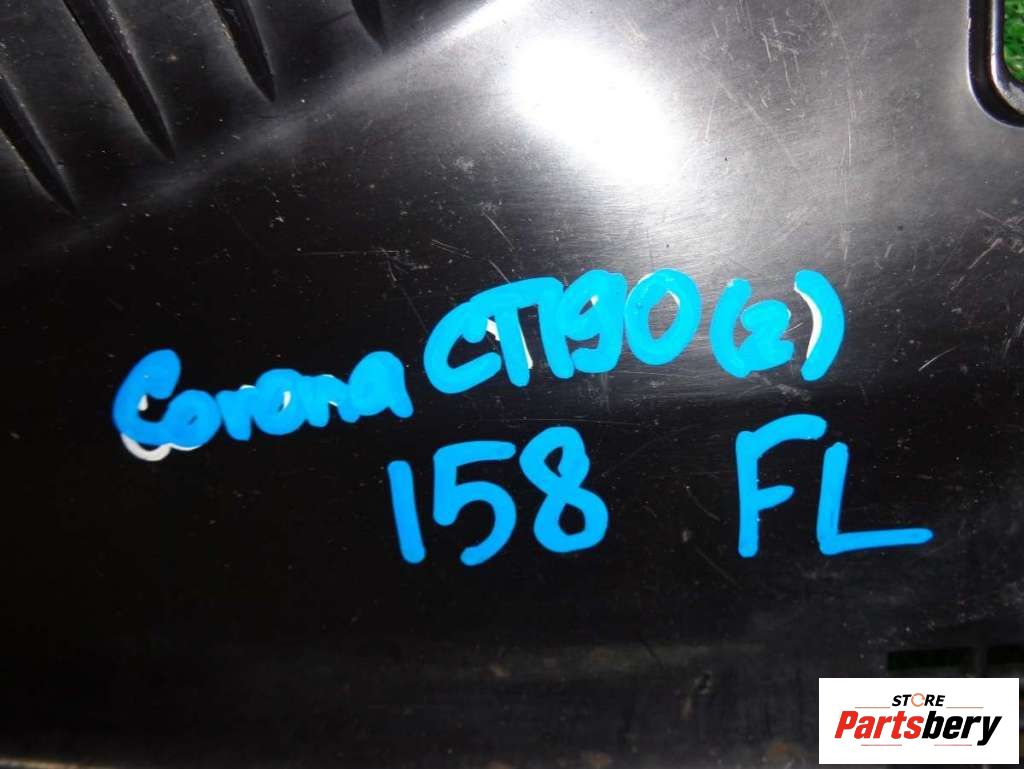 Corona CT190 (2)
158 FL
STORE
Partsbery